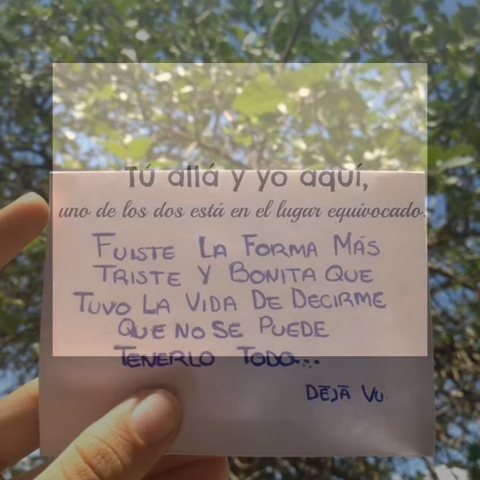 Tú allá y yo aquí,
uno de los dos está en el lugar equivocado.
FUISTE LA FORMA MÁS
TRISTE Y BONITA QUE
TUVO LA VIDA DE DECIRME
QUE NO SE PUEDE
TENERLO TODO...
DEJĀ VU